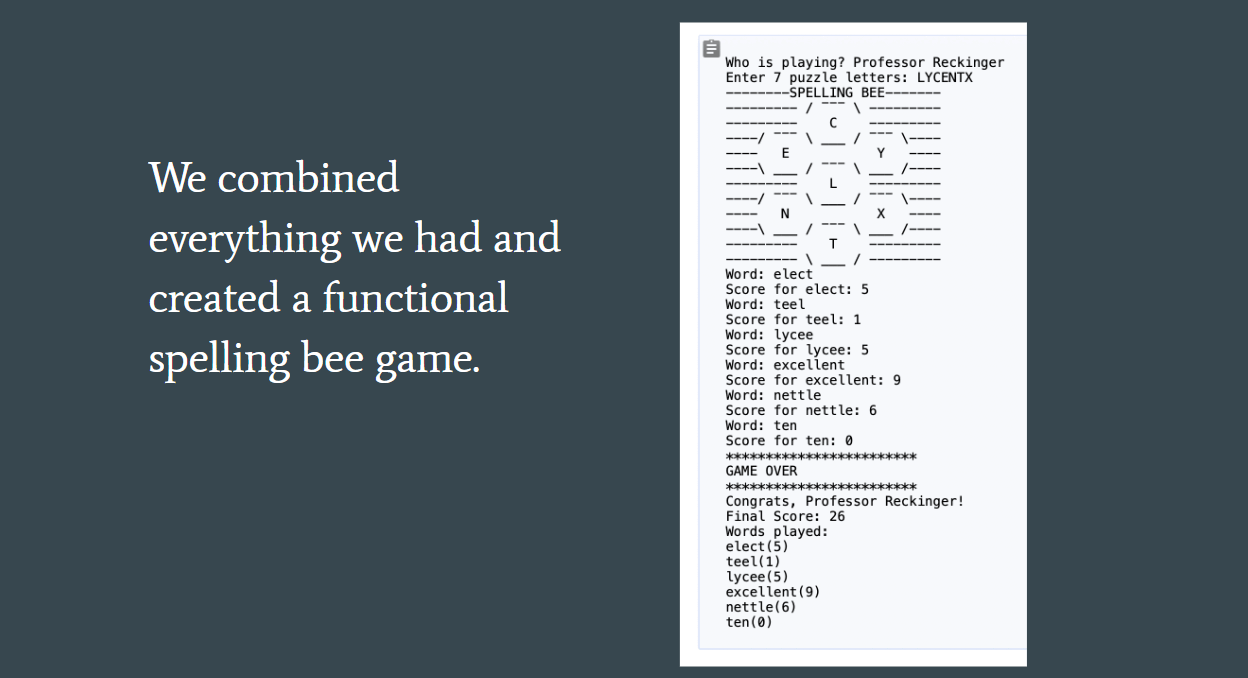 We combined
everything we had and
created a functional
spelling bee game.
Who is playing? Professor Reckinger
Enter 7 puzzle letters: LYCENTX
--------SPELLING BEE-------
--------- / ‾‾‾ \ ---------
---------    C    ---------
----/ ‾‾‾ \ ___ / ‾‾‾ \----
----   E           Y   ----
----\ ___ / ‾‾‾ \ ___ /----
---------    L    ---------
----/ ‾‾‾ \ ___ / ‾‾‾ \----
----   N           X   ----
----\ ___ / ‾‾‾ \ ___ /----
---------    T    ---------
--------- \ ___ / ---------
Word: elect
Score for elect: 5
Word: teel
Score for teel: 1
Word: lycee
Score for lycee: 5
Word: excellent
Score for excellent: 9
Word: nettle
Score for nettle: 6
Word: ten
Score for ten: 0
************************
GAME OVER
************************
Congrats, Professor Reckinger!
Final Score: 26
Words played:
elect(5)
teel(1)
lycee(5)
excellent(9)
nettle(6)
ten(0)